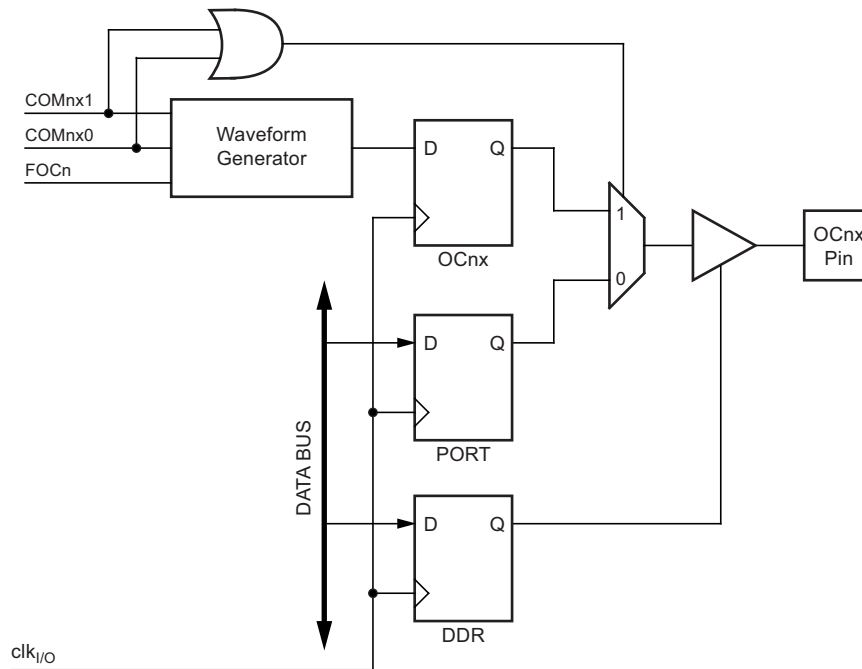 COMnx1
COMnx0
FOCn
Waveform
Generator
D
Q
OCnx
1
0
OCnx
Pin
D
Q
PORT
DATA BUS
D
Q
DDR
clkI/O